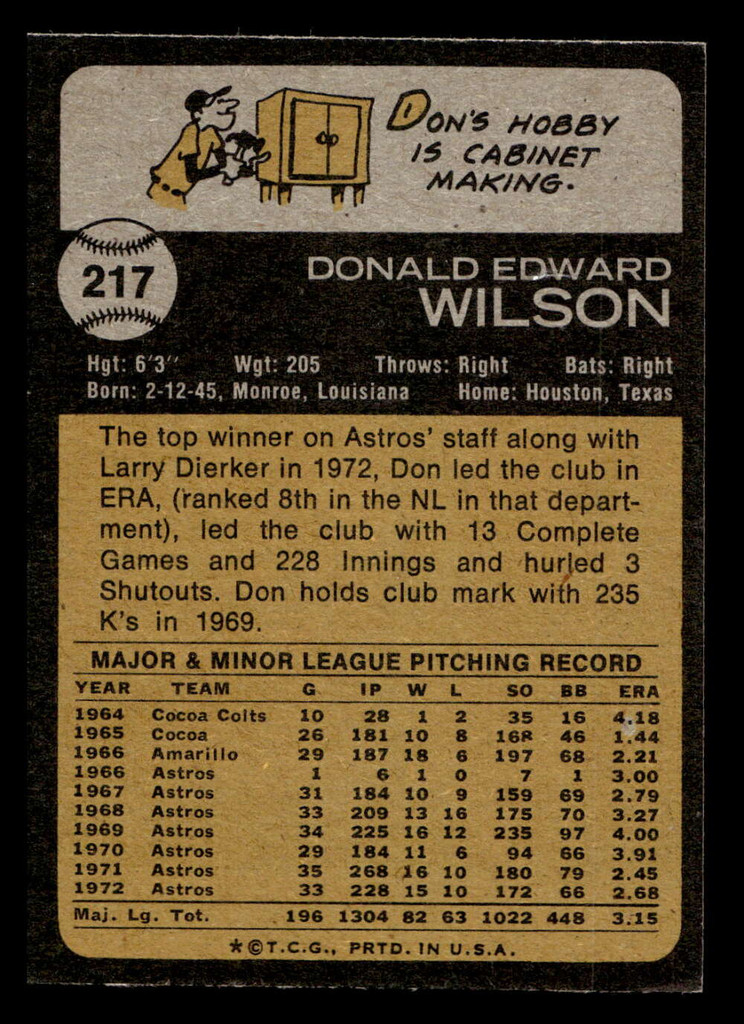 DON'S HOBBY
IS CABINET
MAKING.
217
DONALD EDWARD
WILSON
Hgt: 6'3'' Wgt: 205 Throws: Right Bats: Right
Born: 2-12-45, Monroe, Louisiana Home: Houston, Texas
The top winner on Astros' staff along with
Larry Dierker in 1972, Don led the club in
ERA, (ranked 8th in the NL in that depart-
ment), led the club with 13 Complete
Games and 228 Innings and hurled 3
Shutouts. Don holds club mark with 235
K's in 1969.
MAJOR & MINOR LEAGUE PITCHING RECORD
YEAR TEAM G IP W L SO BB ERA
1964 Cocoa Colts 10 28 1 2 35 16 4.18
1965 Cocoa 26 181 10 8 168 46 1.44
1966 Amarillo 29 187 18 6 197 68 2.21
1966 Astros 1 6 1 0 7 1 3.00
1967 Astros 31 184 10 9 159 69 2.79
1968 Astros 33 209 13 16 175 70 3.27
1969 Astros 34 225 16 12 235 97 4.00
1970 Astros 29 184 11 6 94 66 3.91
1971 Astros 35 268 16 10 180 79 2.45
1972 Astros 33 228 15 10 172 66 2.68
Maj. Lg. Tot. 196 1304 82 63 1022 448 3.15
*©T.C.G., PRTD. IN U.S.A.